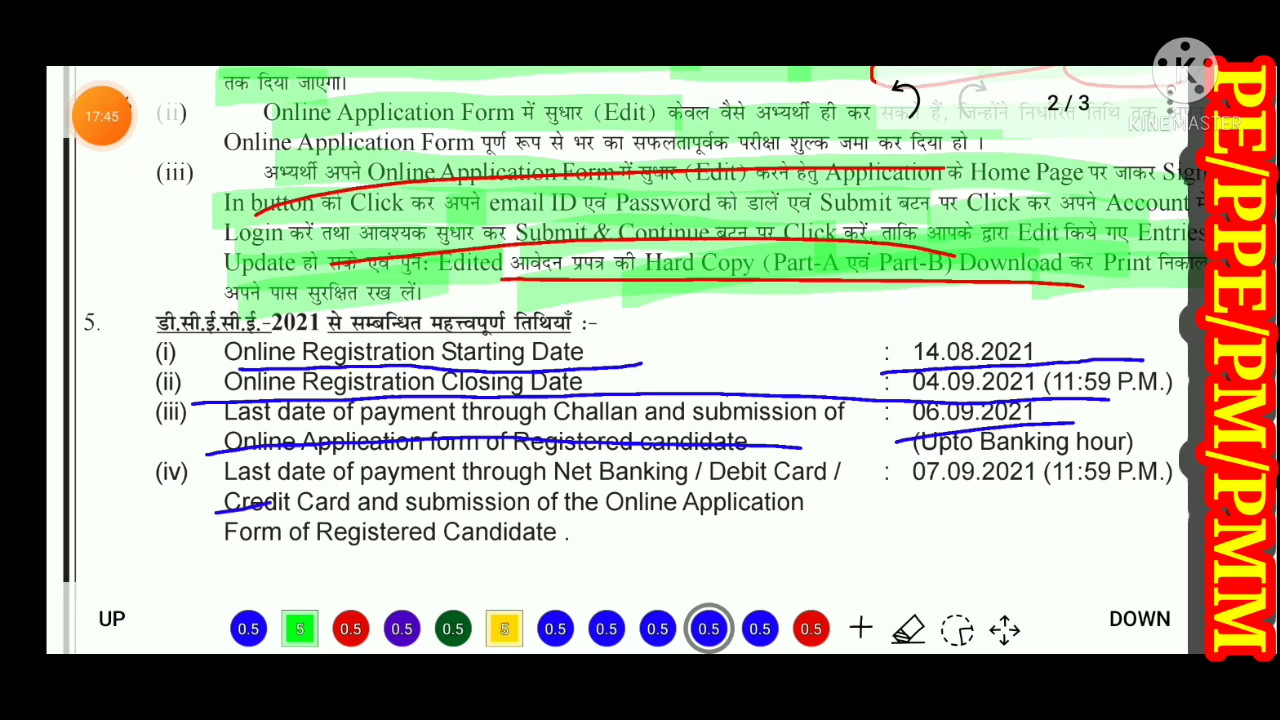 तक दिया जाएगा।
17:45
2 / 3
KINEMASTER
(ii) Online Application Form में सुधार (Edit) केवल वैसे अभ्यर्थी ही कर सकते हैं, जिन्होंने निर्धारित तिथि तक
Online Application Form पूर्ण रूप से भर का सफलतापूर्वक परीक्षा शुल्क जमा कर दिया हो ।
(iii) अभ्यर्थी अपने Online Application Form में सुधार (Edit) करने हेतु Application के Home Page पर जाकर Sign
In button को Click कर अपने email ID एवं Password को डालें एवं Submit बटन पर Click कर अपने Account में
Login करें तथा आवश्यक सुधार कर Submit & Continue बटन पर Click करें, ताकि आपके द्वारा Edit किये गए Entries
Update हो सके एवं पुन: Edited आवेदन प्रपत्र की Hard Copy (Part-A एवं Part-B) Download कर Print निकाल
अपने पास सुरक्षित रख लें।
5. डी.सी.ई.सी.ई.-2021 से सम्बन्धित महत्त्वपूर्ण तिथियाँ :-
(i) Online Registration Starting Date : 14.08.2021
(ii) Online Registration Closing Date : 04.09.2021 (11:59 P.M.)
(iii) Last date of payment through Challan and submission of : 06.09.2021
Online Application form of Registered candidate (Upto Banking hour)
(iv) Last date of payment through Net Banking / Debit Card / : 07.09.2021 (11:59 P.M.)
Credit Card and submission of the Online Application
Form of Registered Candidate .
UP 0.5 5 0.5 0.5 0.5 5 0.5 0.5 0.5 0.5 0.5 0.5 DOWN
PE/PPE/PM/PMM